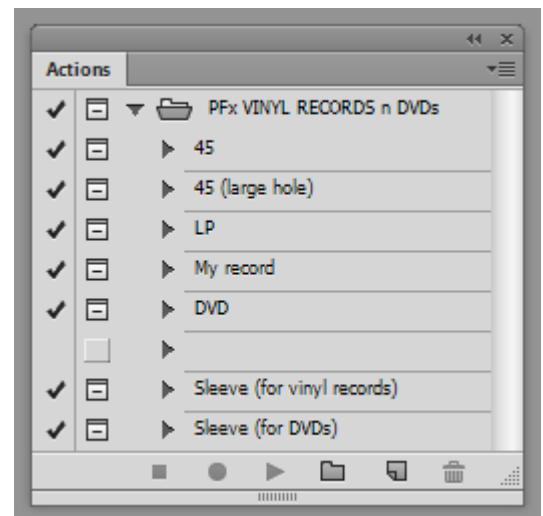 Actions
PFx VINYL RECORDS n DVDs
45
45 (large hole)
LP
My record
DVD
Sleeve (for vinyl records)
Sleeve (for DVDs)